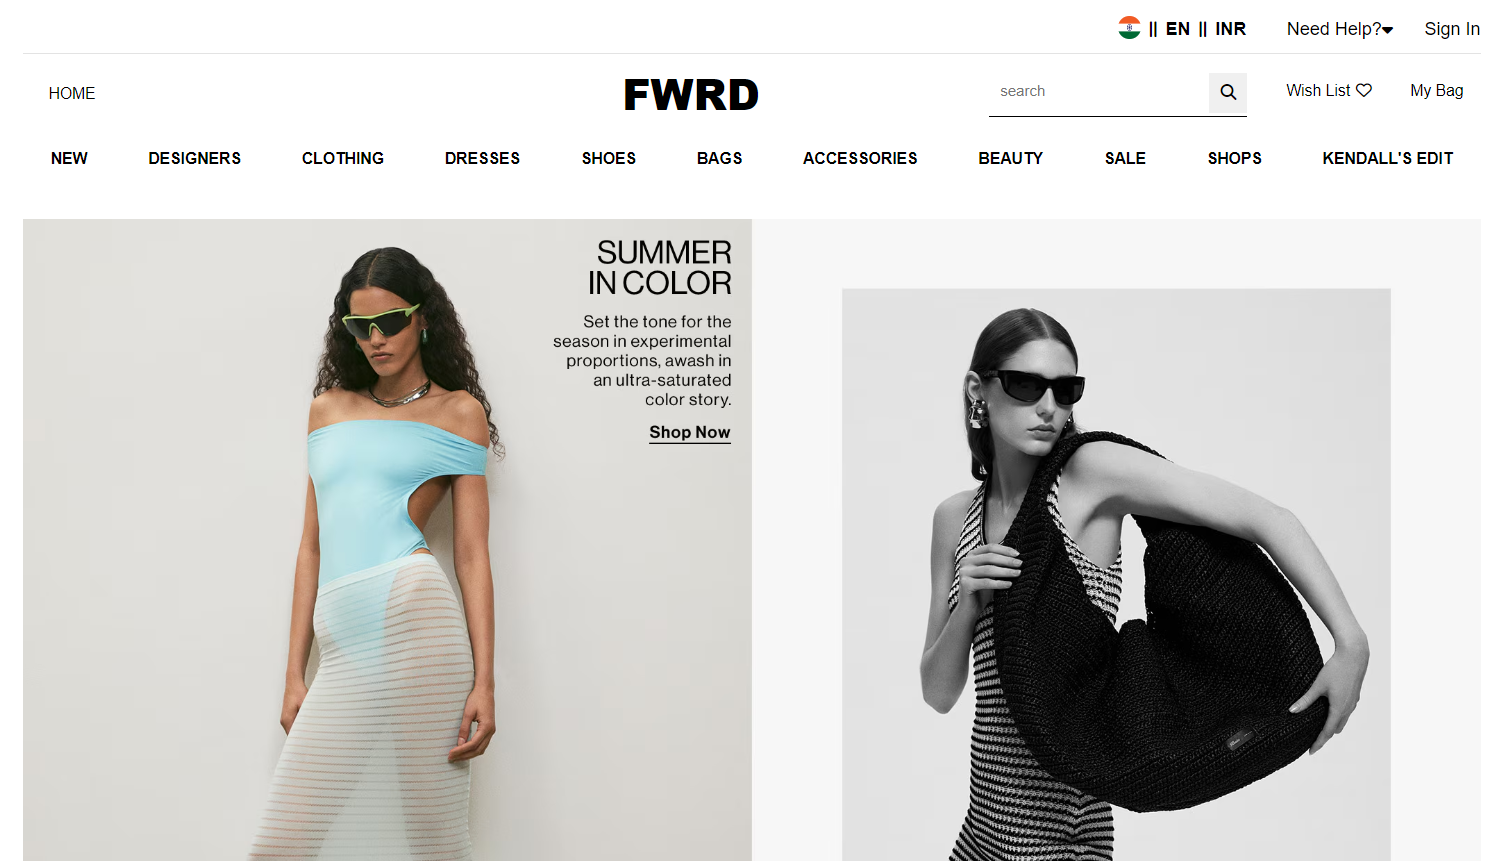 || EN || INR Need Help? Sign In
HOME FWRD search Wish List My Bag
NEW DESIGNERS CLOTHING DRESSES SHOES BAGS ACCESSORIES BEAUTY SALE SHOPS KENDALL'S EDIT
SUMMER
IN COLOR
Set the tone for the
season in experimental
proportions, awash in
an ultra-saturated
color story.
Shop Now